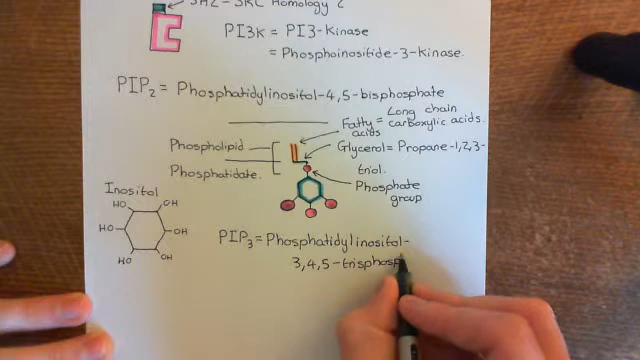 SH2 = SRC Homology 2
PI3K = PI3-Kinase
= Phosphoinositide-3-kinase.
PIP2 = Phosphatidylinositol-4,5-bisphosphate
Fatty acids = Long chain carboxylic acids.
Phospholipid
Glycerol = Propane-1,2,3-triol.
Phosphatidate.
Phosphate group
Inositol
HO OH
HO OH
HO OH
PIP3 = Phosphatidylinositol-
3,4,5-trisphosp